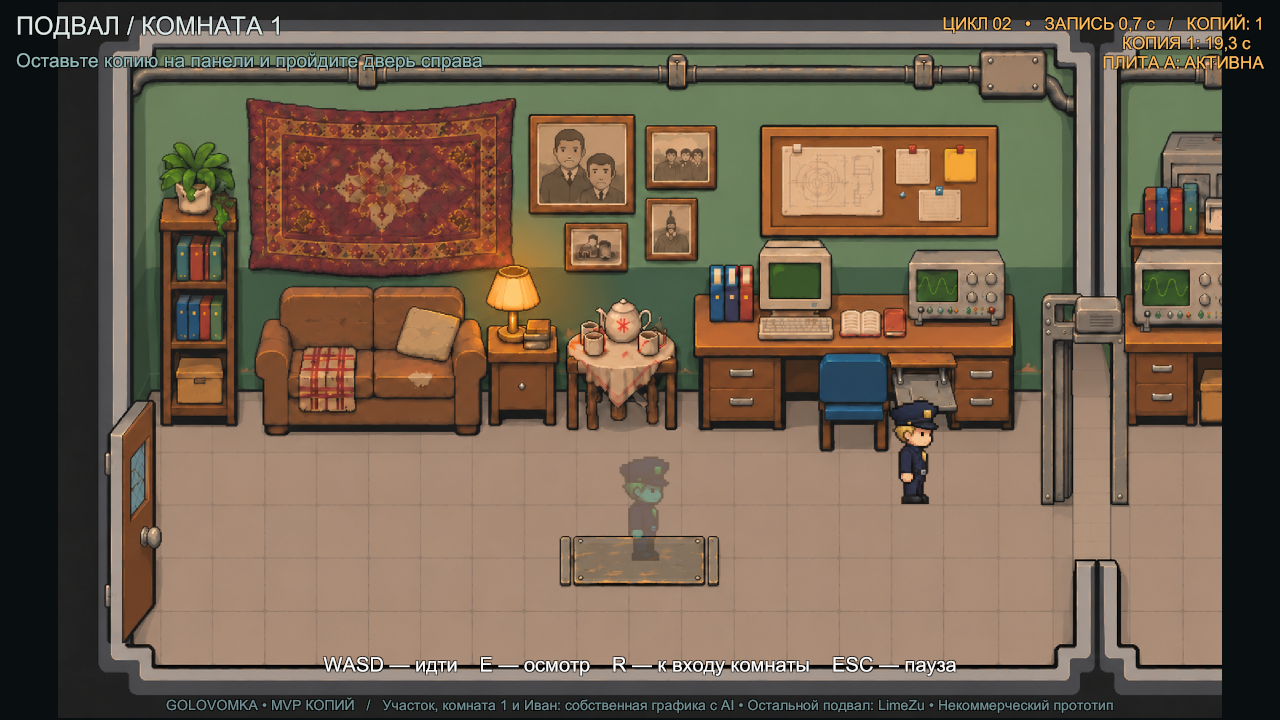 ПОДВАЛ / КОМНАТА 1
Оставьте копию на панели и пройдите дверь справа
ЦИКЛ 02 • ЗАПИСЬ 0,7 с / КОПИЙ: 1
КОПИЯ 1: 19,3 с
ПЛИТА A: АКТИВНА
WASD — идти E — осмотр R — к входу комнаты ESC — пауза
GOLOVOMKA • MVP КОПИЙ / Участок, комната 1 и Иван: собственная графика с AI • Остальной подвал: LimeZu • Некоммерческий прототип